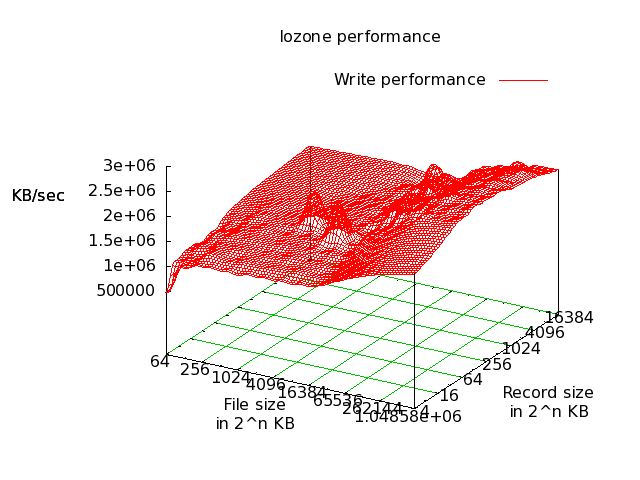 Iozone performance
Write performance
3e+06
2.5e+06
2e+06
1.5e+06
1e+06
500000
KB/sec
64
256
1024
4096
16384
65536
262144
1.04858e+06
File size
in 2^n KB
4
16
64
256
1024
4096
16384
Record size
in 2^n KB